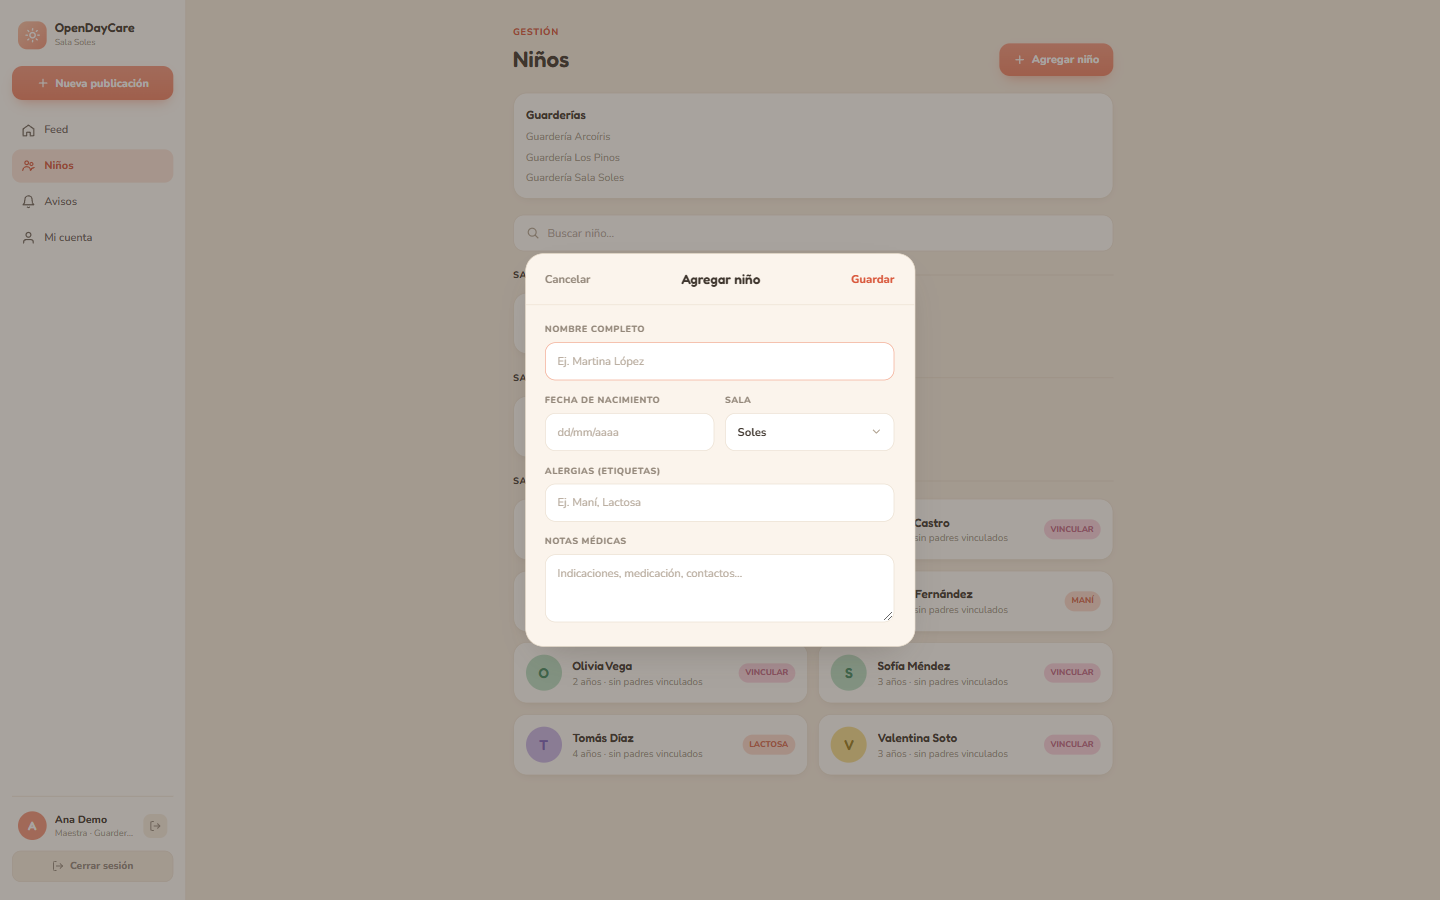 OpenDayCare
Sala Soles
Nueva publicación
Feed
Niños
Avisos
Mi cuenta
Ana Demo
Maestra · Guarder...
Cerrar sesión
GESTIÓN
Niños
Agregar niño
Guarderías
Guardería Arcoíris
Guardería Los Pinos
Guardería Sala Soles
Buscar niño...
SA
SA
SA
Cancelar
Agregar niño
Guardar
NOMBRE COMPLETO
Ej. Martina López
FECHA DE NACIMIENTO
SALA
dd/mm/aaaa
Soles
ALERGIAS (ETIQUETAS)
Ej. Maní, Lactosa
NOTAS MÉDICAS
Indicaciones, medicación, contactos...
Castro
sin padres vinculados
VINCULAR
Fernández
sin padres vinculados
MANÍ
O
Olivia Vega
2 años · sin padres vinculados
VINCULAR
S
Sofía Méndez
3 años · sin padres vinculados
VINCULAR
T
Tomás Díaz
4 años · sin padres vinculados
LACTOSA
V
Valentina Soto
3 años · sin padres vinculados
VINCULAR
A